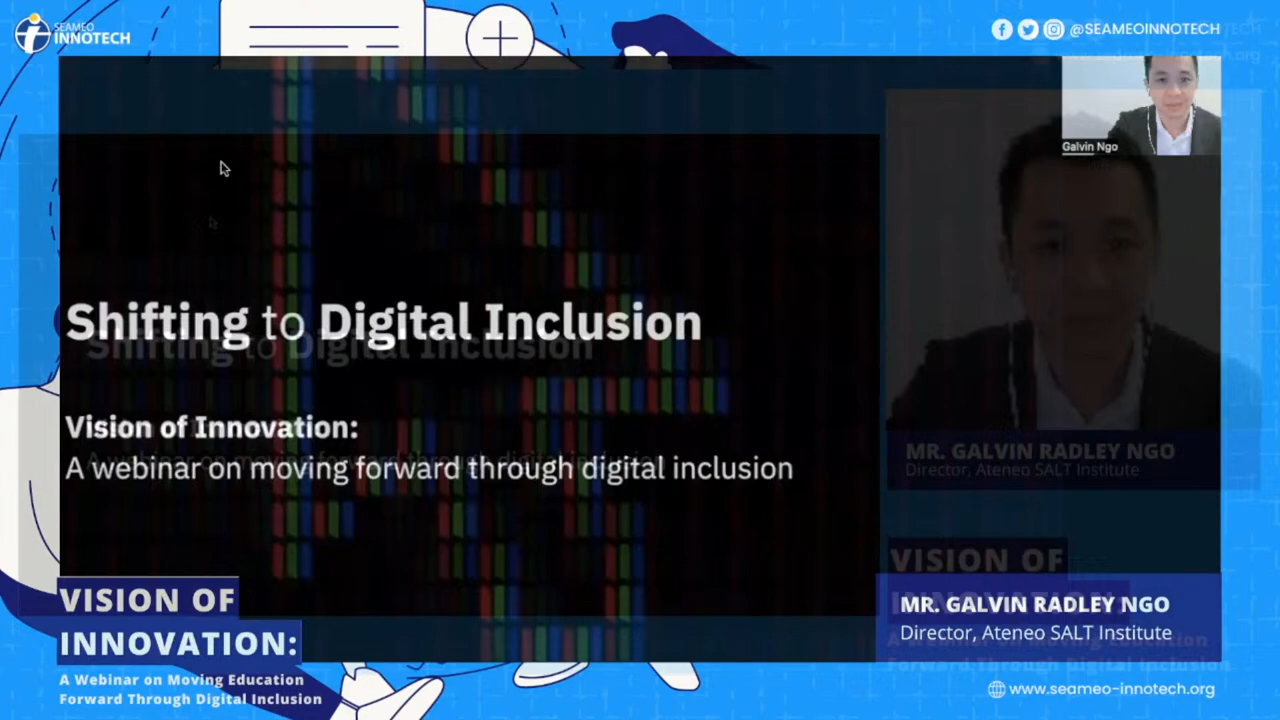 SEAMEO
INNOTECH
@SEAMEOINNOTECH
Galvin Ngo
Shifting to Digital Inclusion
Vision of Innovation:
A webinar on moving forward through digital inclusion
MR. GALVIN RADLEY NGO
Director, Ateneo SALT Institute
VISION OF
VISION OF
INNOVATION:
A Webinar on Moving Education
Forward Through Digital Inclusion
MR. GALVIN RADLEY NGO
Director, Ateneo SALT Institute
www.seameo-innotech.org